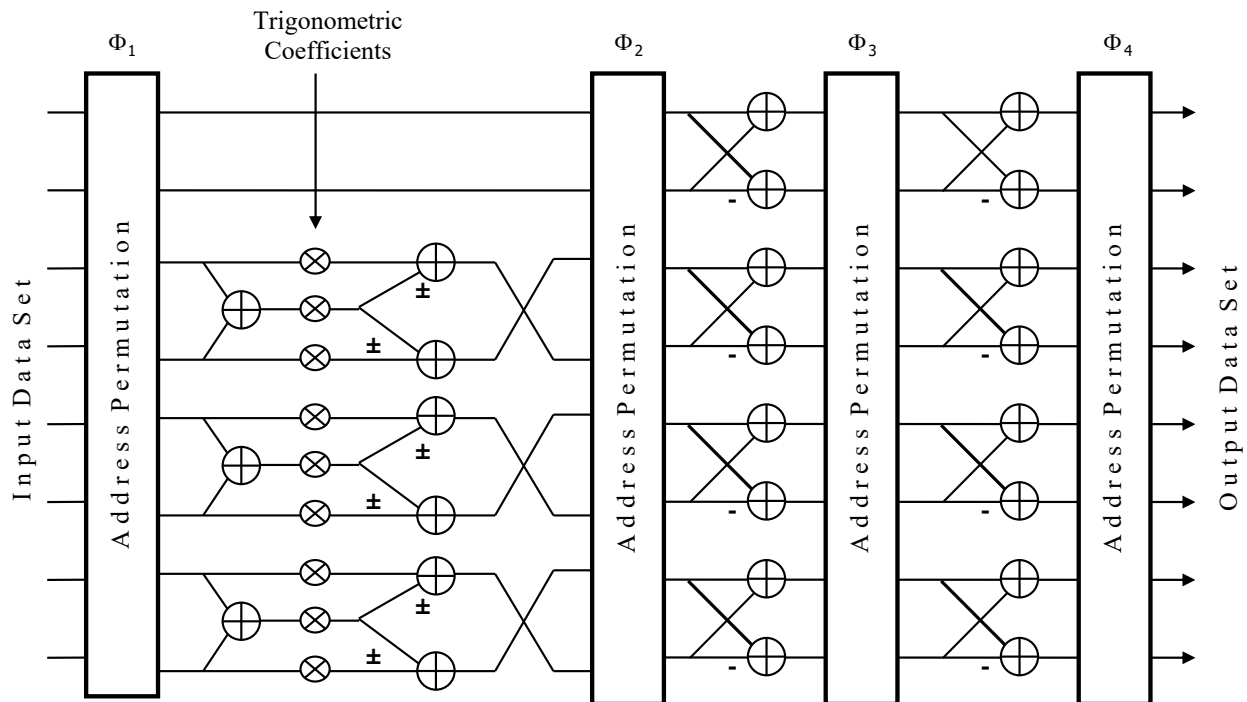 Trigonometric
Coefficients
Φ1
Φ2
Φ3
Φ4
Input Data Set
Address Permutation
Address Permutation
Address Permutation
Address Permutation
Output Data Set
±
±
±
±
±
±
-
-
-
-
-
-
-
-